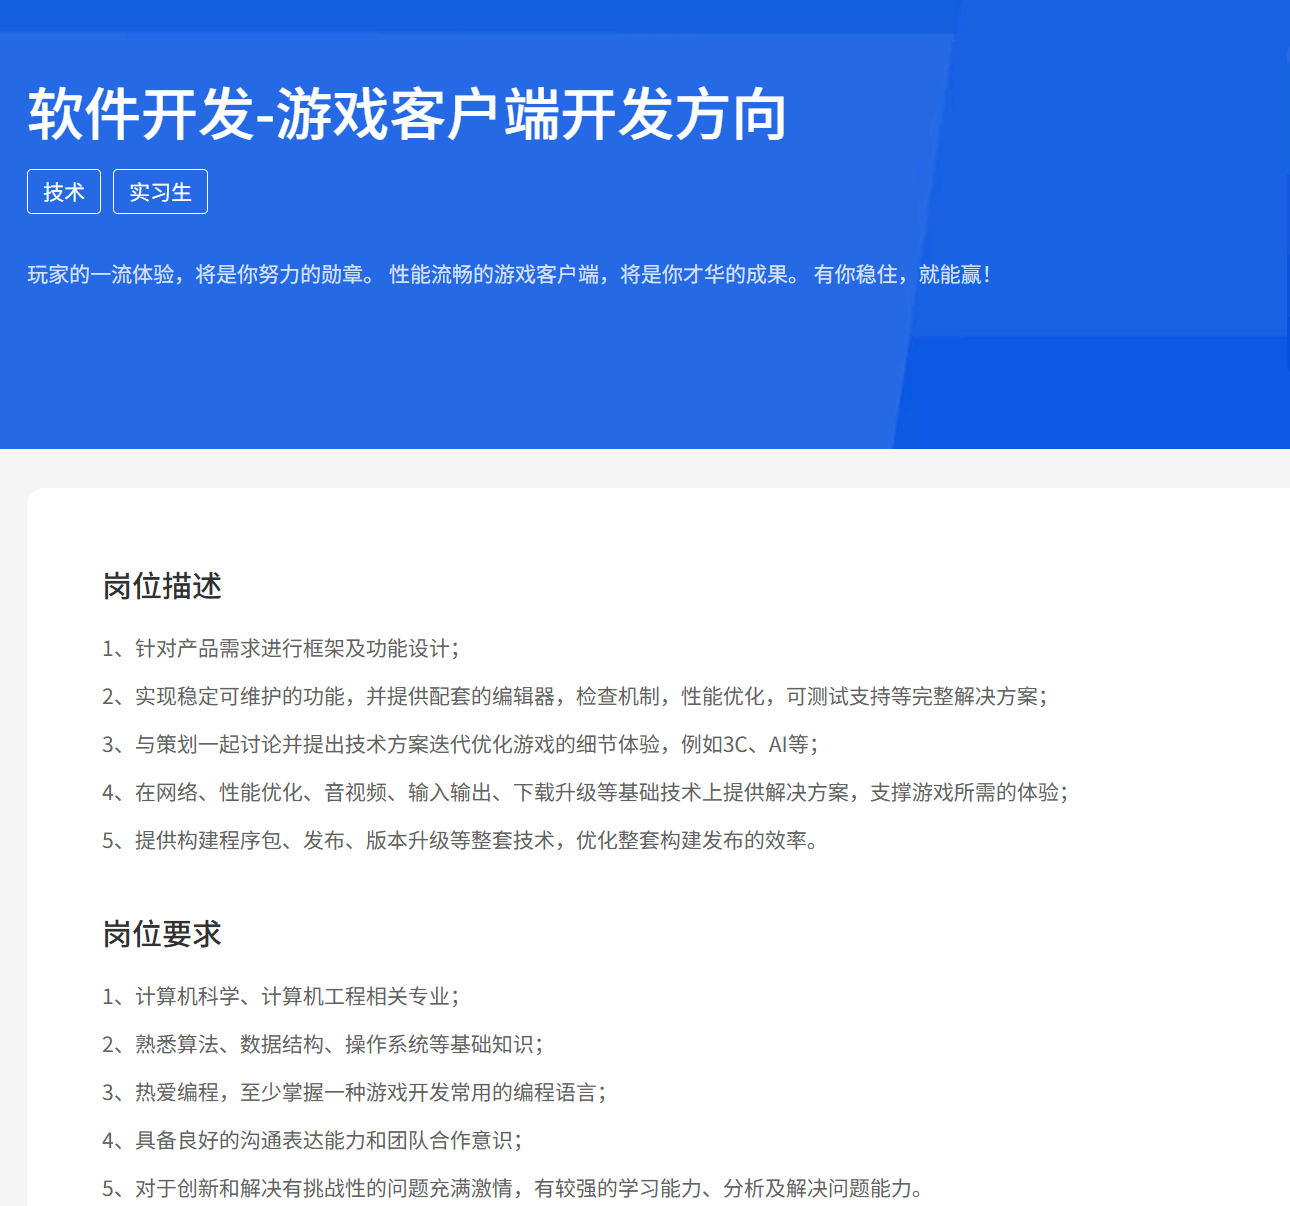 软件开发-游戏客户端开发方向
技术 实习生
玩家的一流体验，将是你努力的勋章。 性能流畅的游戏客户端，将是你才华的成果。 有你稳住，就能赢！
岗位描述
1、针对产品需求进行框架及功能设计；
2、实现稳定可维护的功能，并提供配套的编辑器，检查机制，性能优化，可测试支持等完整解决方案；
3、与策划一起讨论并提出技术方案迭代优化游戏的细节体验，例如3C、AI等；
4、在网络、性能优化、音视频、输入输出、下载升级等基础技术上提供解决方案，支撑游戏所需的体验；
5、提供构建程序包、发布、版本升级等整套技术，优化整套构建发布的效率。
岗位要求
1、计算机科学、计算机工程相关专业；
2、熟悉算法、数据结构、操作系统等基础知识；
3、热爱编程，至少掌握一种游戏开发常用的编程语言；
4、具备良好的沟通表达能力和团队合作意识；
5、对于创新和解决有挑战性的问题充满激情，有较强的学习能力、分析及解决问题能力。